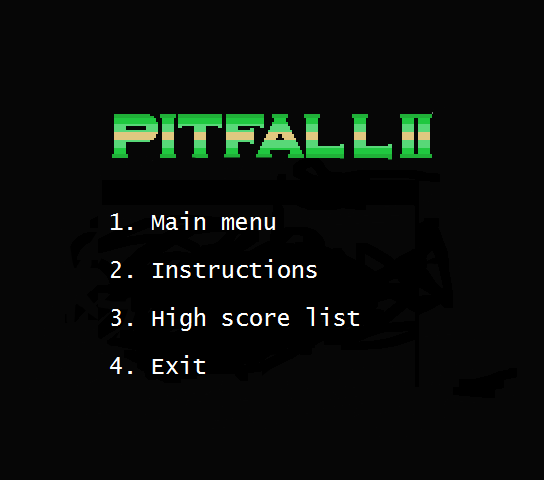 PITFALL II
1. Main menu
2. Instructions
3. High score list
4. Exit